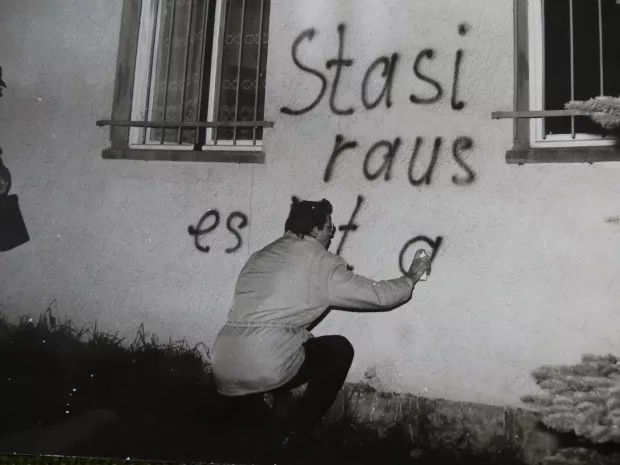 Stasi
raus
es t a